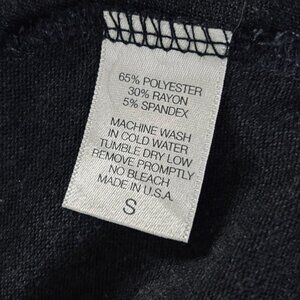 65% POLYESTER
30% RAYON
5% SPANDEX
MACHINE WASH
IN COLD WATER
TUMBLE DRY LOW
REMOVE PROMPTLY
NO BLEACH
MADE IN U.S.A.
S